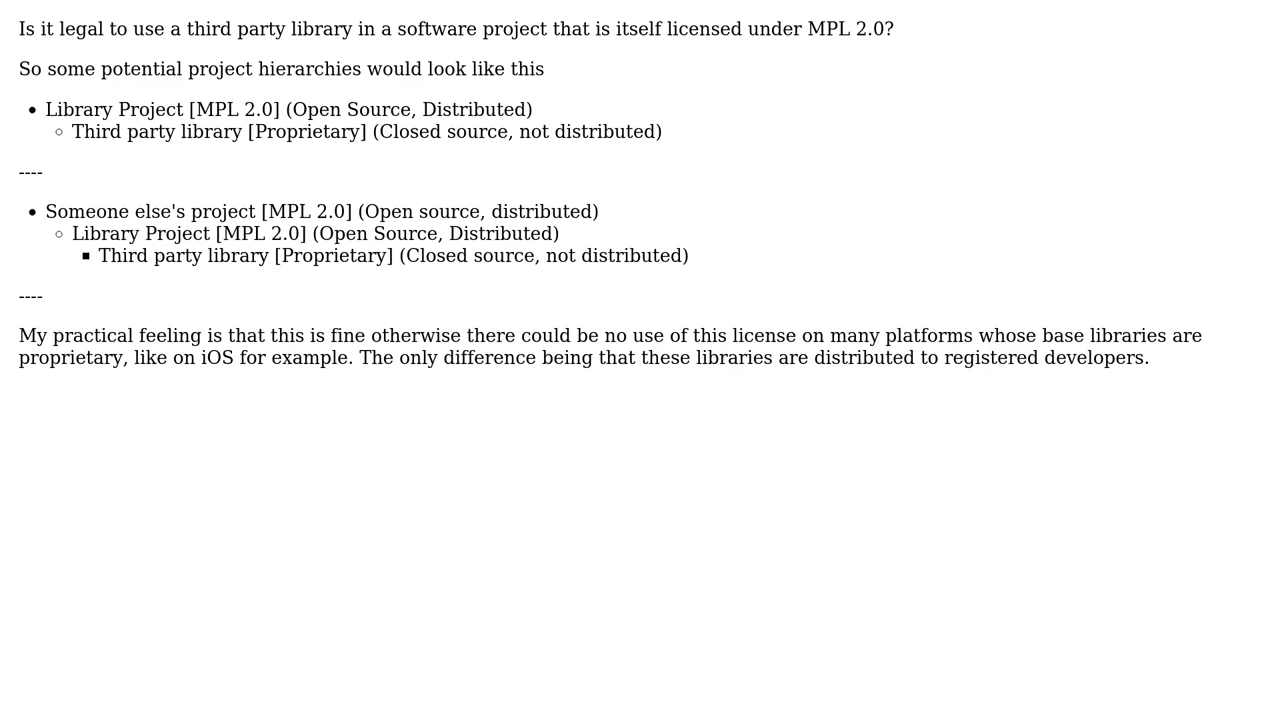 Is it legal to use a third party library in a software project that is itself licensed under MPL 2.0?
So some potential project hierarchies would look like this
• Library Project [MPL 2.0] (Open Source, Distributed)
◦ Third party library [Proprietary] (Closed source, not distributed)
----
• Someone else's project [MPL 2.0] (Open source, distributed)
◦ Library Project [MPL 2.0] (Open Source, Distributed)
▪ Third party library [Proprietary] (Closed source, not distributed)
----
My practical feeling is that this is fine otherwise there could be no use of this license on many platforms whose base libraries are
proprietary, like on iOS for example. The only difference being that these libraries are distributed to registered developers.